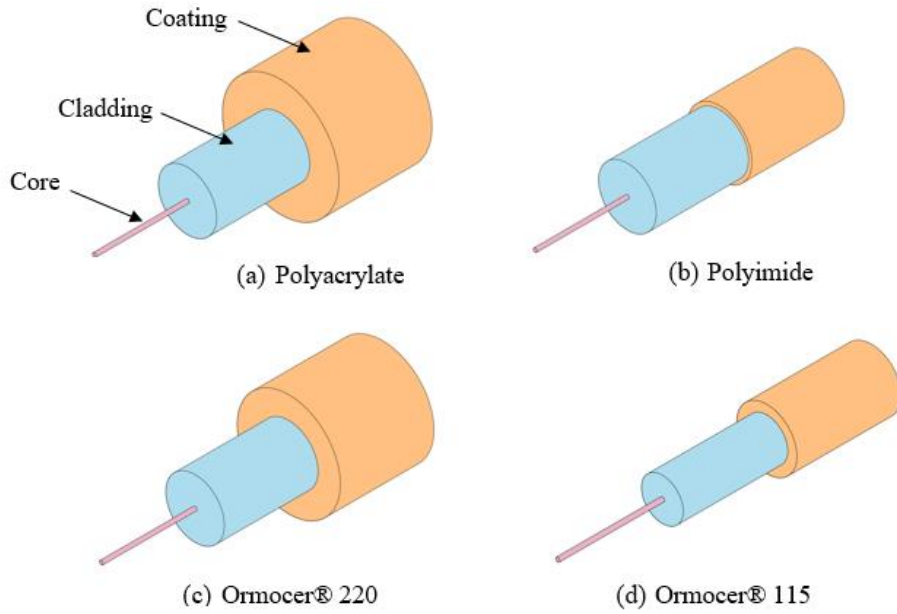 Coating
Cladding
Core
(a) Polyacrylate
(b) Polyimide
(c) Ormocer® 220
(d) Ormocer® 115